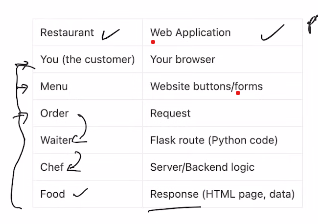 Restaurant Web Application
You (the customer) Your browser
Menu Website buttons/forms
Order Request
Waiter Flask route (Python code)
Chef Server/Backend logic
Food Response (HTML page, data)